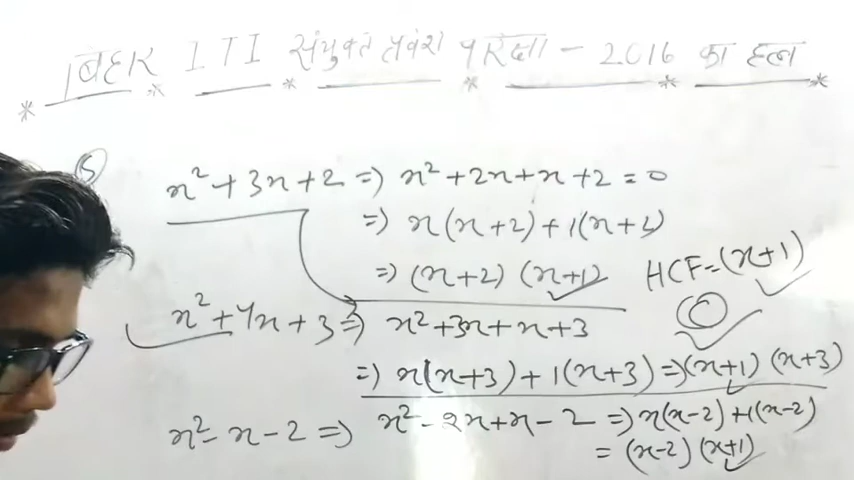 बिहार ITI संयुक्त प्रवेश परीक्षा - 2016 का हल
(5)
x² + 3x + 2 => x² + 2x + x + 2 = 0
=> x(x + 2) + 1(x + 2)
=> (x + 2) (x + 1)
HCF = (x + 1)
(C)
x² + 4x + 3 => x² + 3x + x + 3
=> x(x + 3) + 1(x + 3) => (x + 1) (x + 3)
x² - x - 2 => x² - 2x + x - 2 => x(x - 2) + 1(x - 2)
= (x - 2) (x + 1)